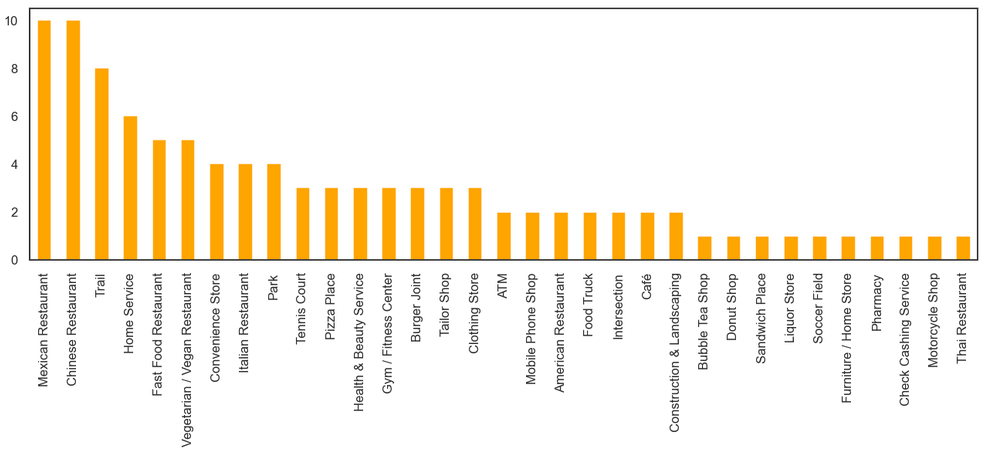 10
8
6
4
2
0
Mexican Restaurant
Chinese Restaurant
Trail
Home Service
Fast Food Restaurant
Vegetarian / Vegan Restaurant
Convenience Store
Italian Restaurant
Park
Tennis Court
Pizza Place
Health & Beauty Service
Gym / Fitness Center
Burger Joint
Tailor Shop
Clothing Store
ATM
Mobile Phone Shop
American Restaurant
Food Truck
Intersection
Café
Construction & Landscaping
Bubble Tea Shop
Donut Shop
Sandwich Place
Liquor Store
Soccer Field
Furniture / Home Store
Pharmacy
Check Cashing Service
Motorcycle Shop
Thai Restaurant